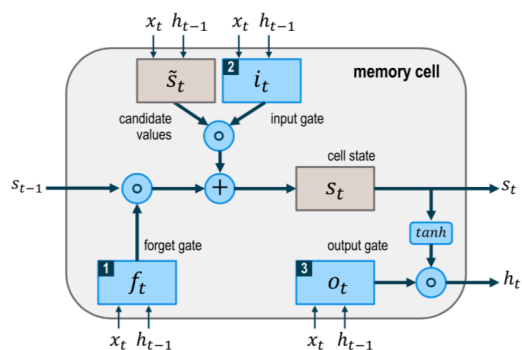 x_t h_{t-1} x_t h_{t-1}
2
s̃_t i_t memory cell
candidate values input gate
∘
cell state
s_{t-1} ∘ + s_t s_t
tanh
forget gate output gate
1 3
f_t o_t ∘ h_t
x_t h_{t-1} x_t h_{t-1}